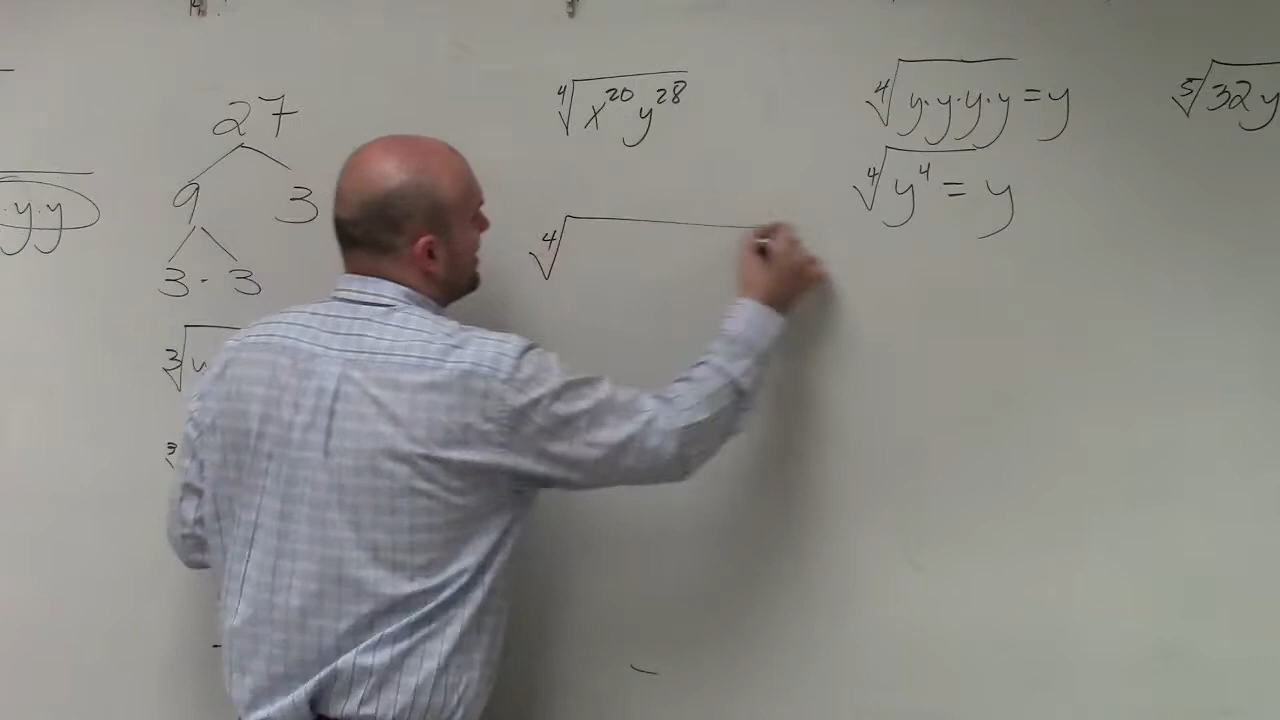 ·y·y
27
9 3
3 · 3
∛
3
⁴√(x²⁰y²⁸)
⁴√
⁴√(y·y·y·y) = y
⁴√(y⁴) = y
⁵√32y